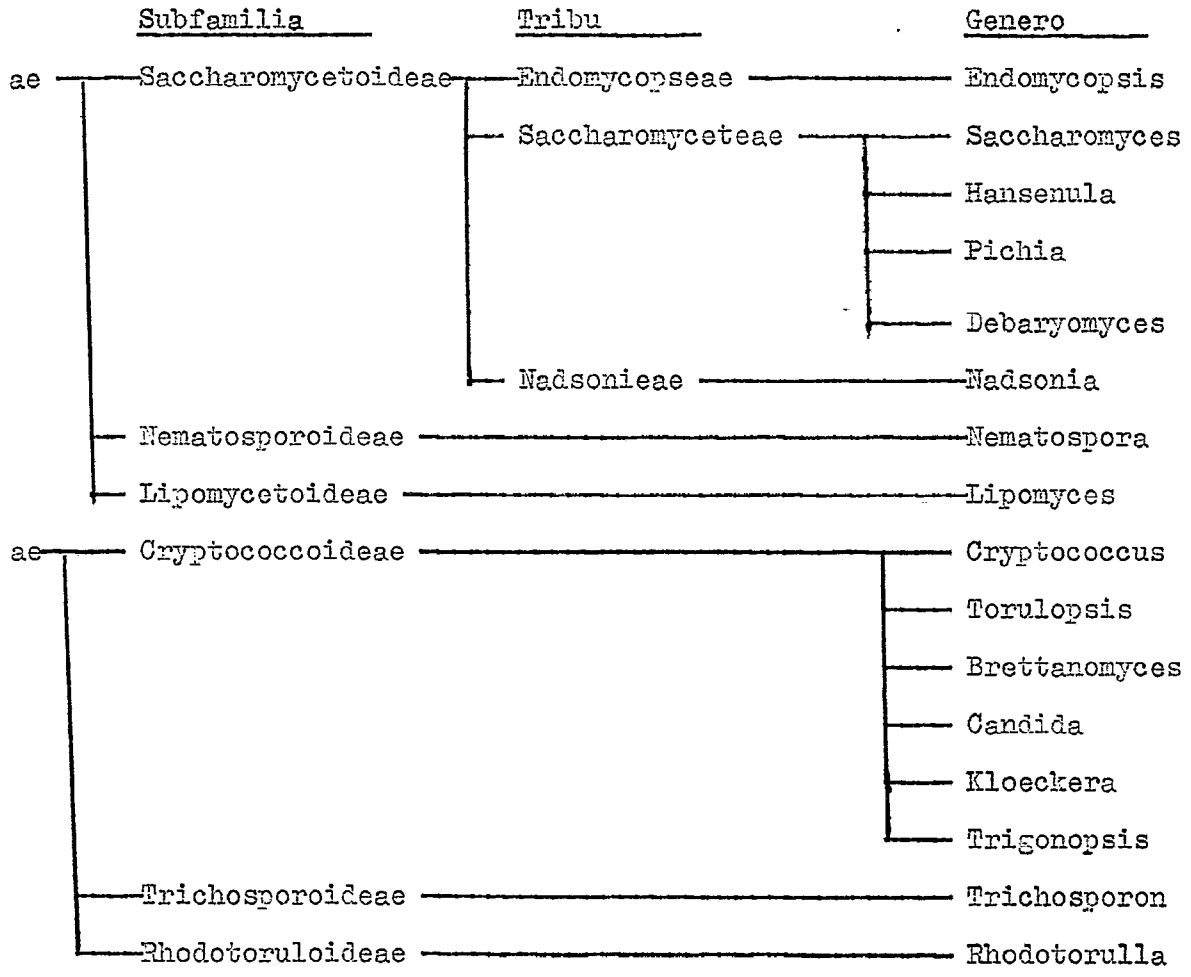 Subfamilia Tribu Genero
ae Saccharomycetoideae Endomycopseae Endomycopsis
Saccharomyceteae Saccharomyces
Hansenula
Pichia
Debaryomyces
Nadsonieae Nadsonia
Nematosporoideae Nematospora
Lipomycetoideae Lipomyces
ae Cryptococcoideae Cryptococcus
Torulopsis
Brettanomyces
Candida
Kloeckera
Trigonopsis
Trichosporoideae Trichosporon
Rhodotoruloideae Rhodotorulla